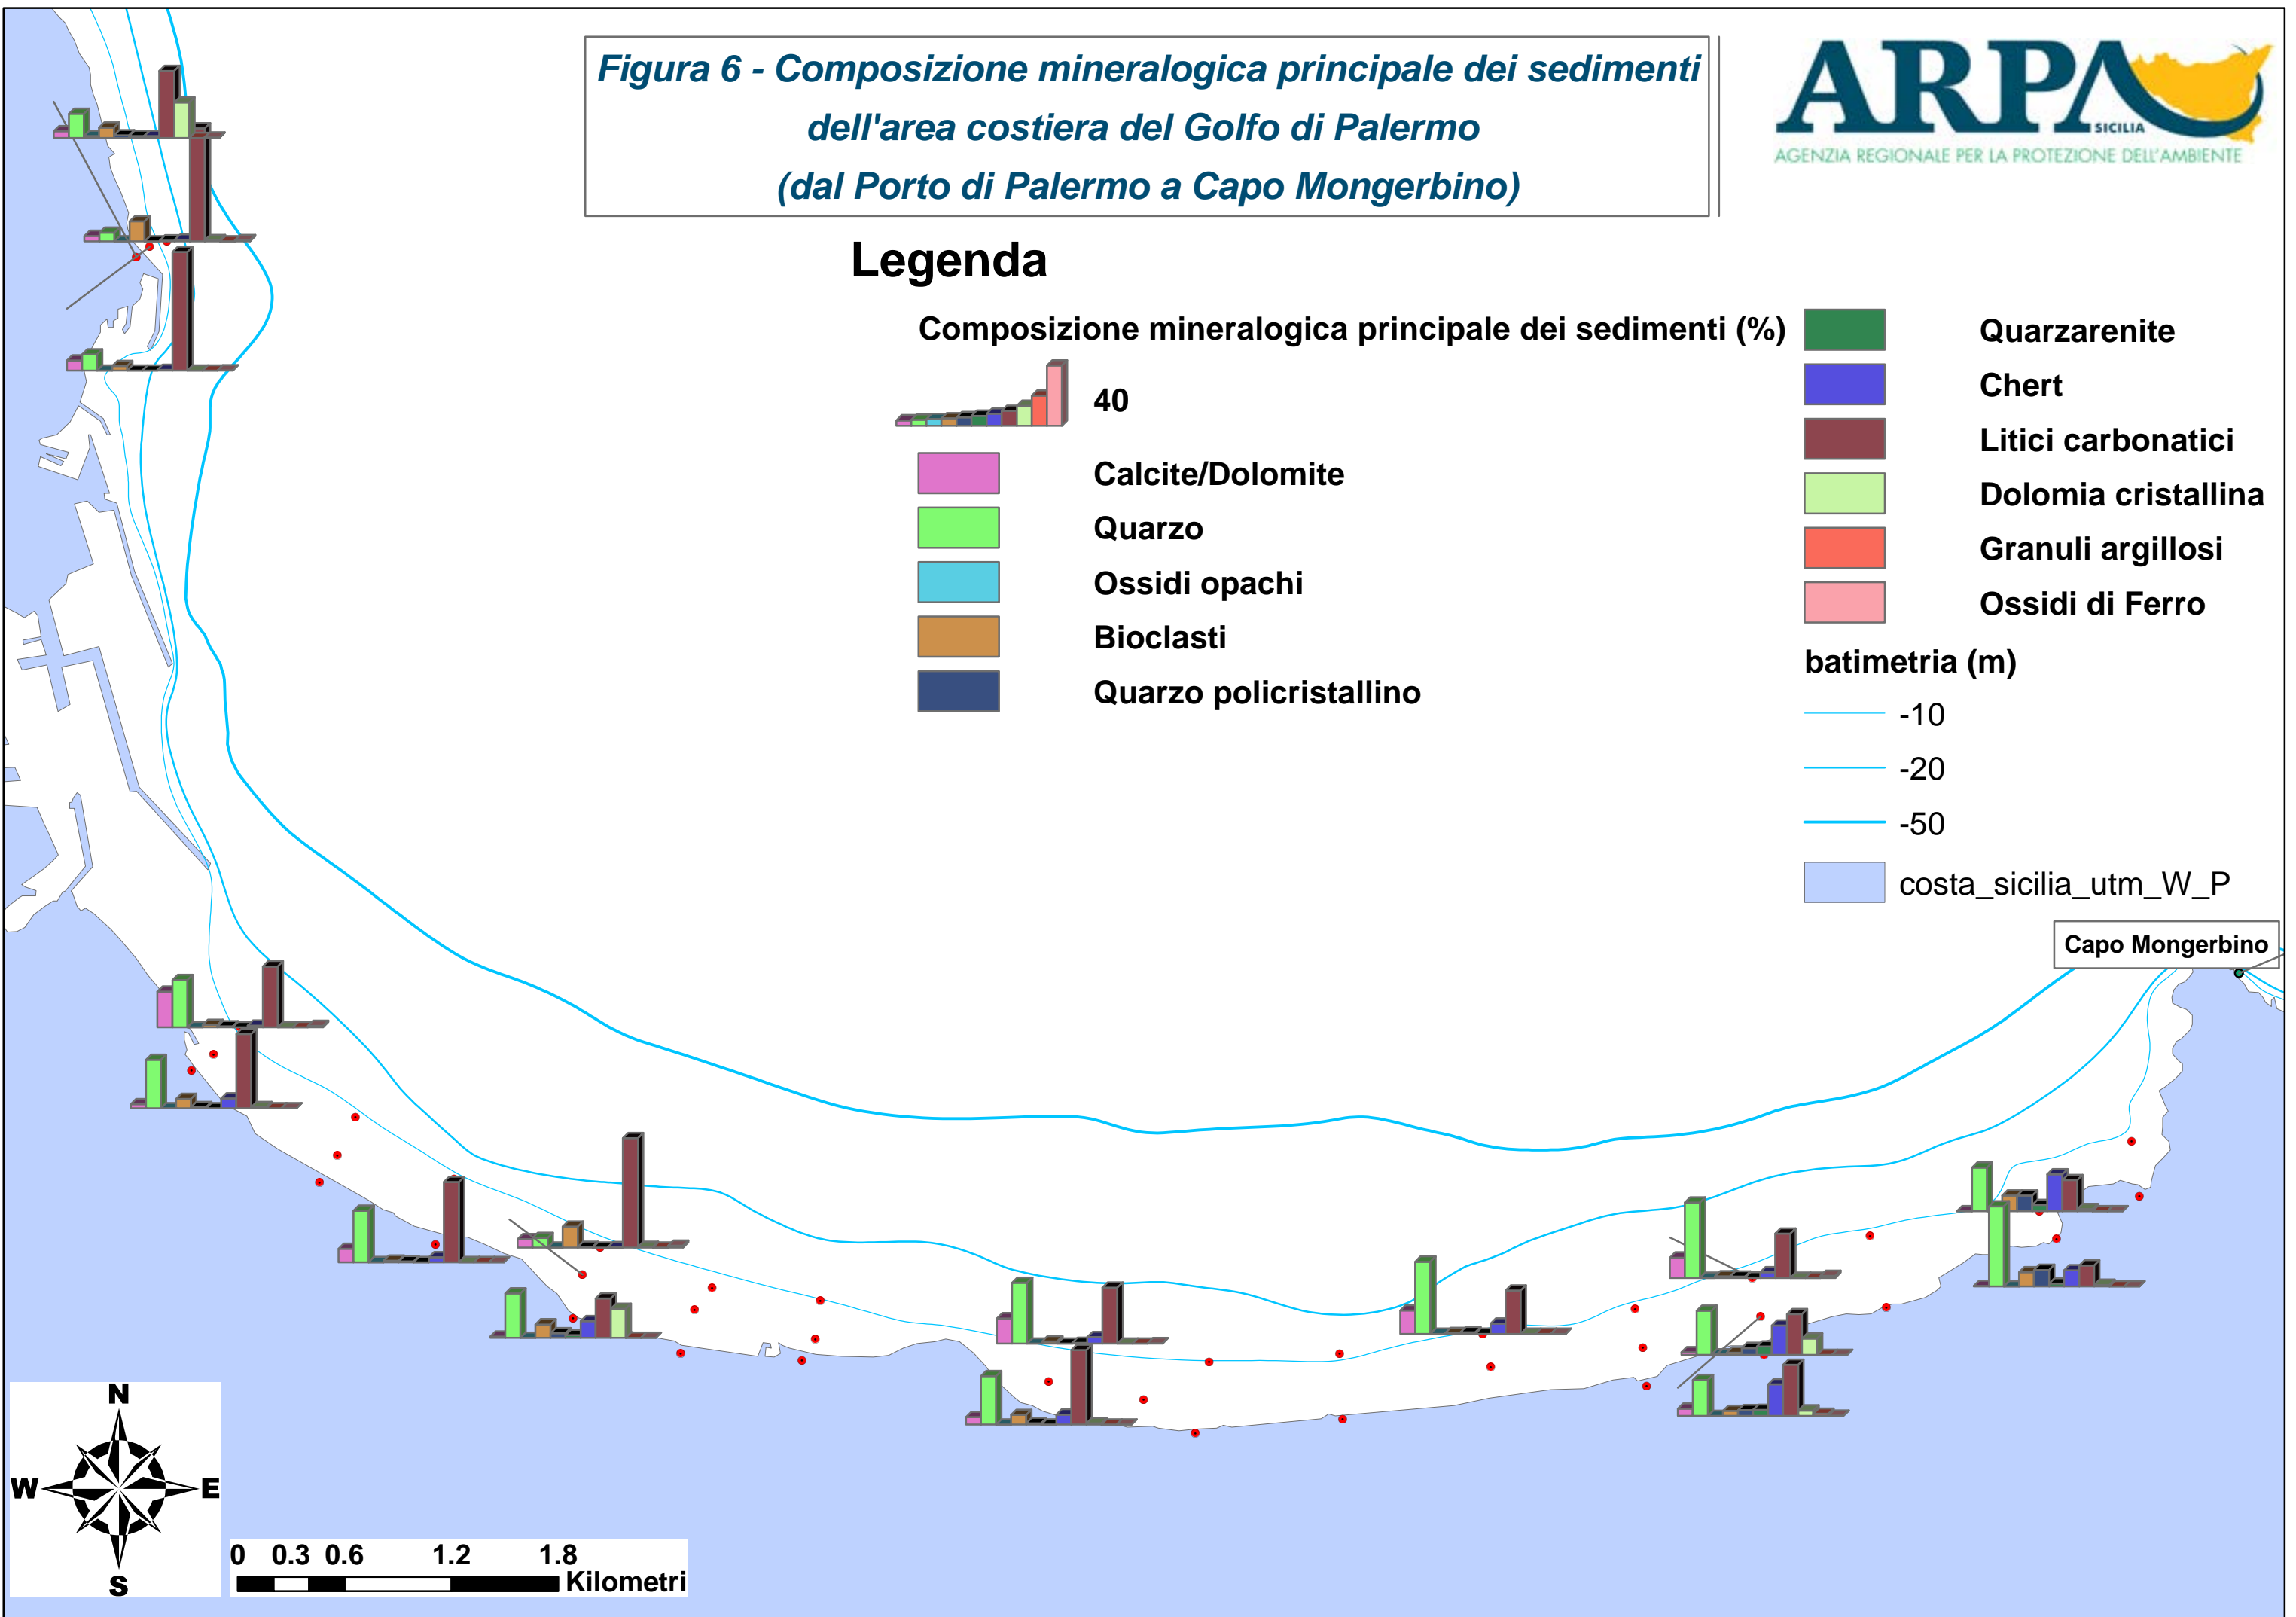 Figura 6 - Composizione mineralogica principale dei sedimenti
dell'area costiera del Golfo di Palermo
(dal Porto di Palermo a Capo Mongerbino)
ARPA
SICILIA
AGENZIA REGIONALE PER LA PROTEZIONE DELL'AMBIENTE
Legenda
Composizione mineralogica principale dei sedimenti (%)
40
Calcite/Dolomite
Quarzo
Ossidi opachi
Bioclasti
Quarzo policristallino
Quarzarenite
Chert
Litici carbonatici
Dolomia cristallina
Granuli argillosi
Ossidi di Ferro
batimetria (m)
-10
-20
-50
costa_sicilia_utm_W_P
Capo Mongerbino
N
W E
S
0 0.3 0.6 1.2 1.8
Kilometri